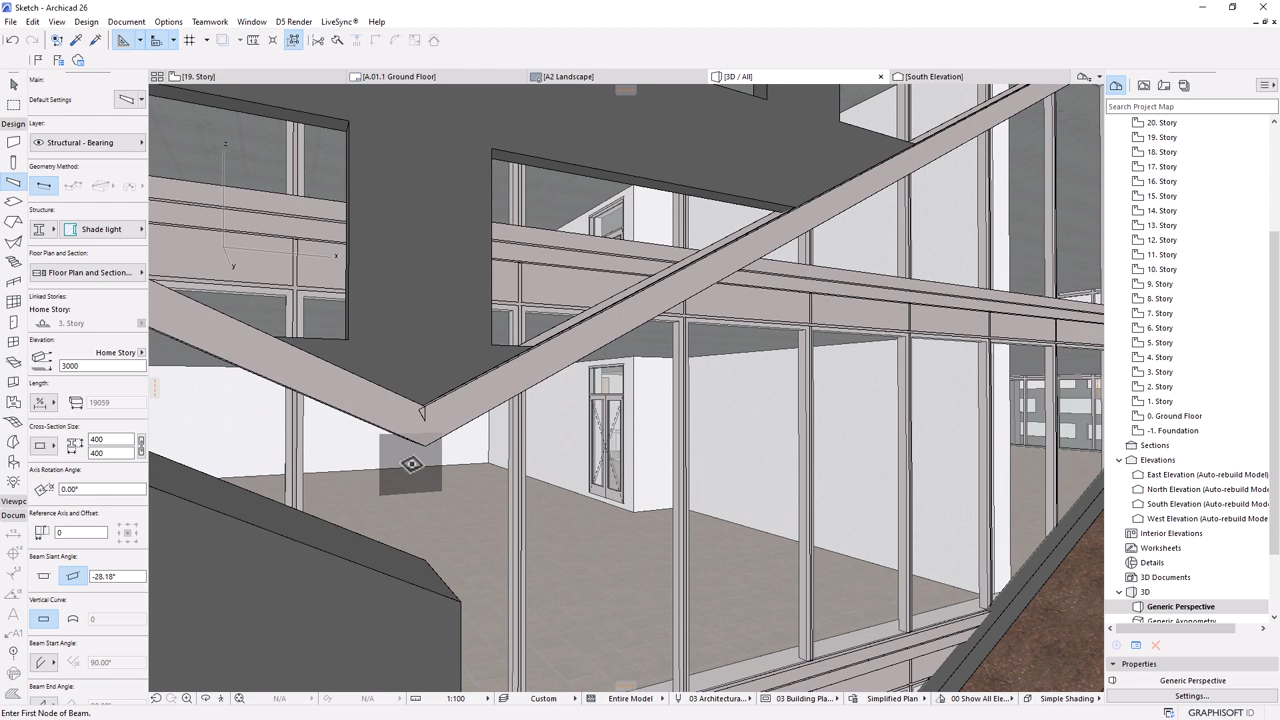 Sketch - Archicad 26
File Edit View Design Document Options Teamwork Window D5 Render LiveSync® Help
[19. Story] [A.01.1 Ground Floor] [A2 Landscape] [3D / All] [South Elevation]
Main:
Default Settings
Design
Layer:
Structural - Bearing
Geometry Method:
Structure:
Shade light
Floor Plan and Section:
Floor Plan and Section...
Linked Stories:
Home Story:
3. Story
Elevation:
Home Story
3000
Length:
19059
Cross-Section Size:
400
400
Axis Rotation Angle:
0.00°
Viewpo
Reference Axis and Offset:
Docum
0
Beam Slant Angle:
-28.18°
Vertical Curve:
0
Beam Start Angle:
90.00°
Beam End Angle:
z
x
y
Search Project Map
20. Story
19. Story
18. Story
17. Story
16. Story
15. Story
14. Story
13. Story
12. Story
11. Story
10. Story
9. Story
8. Story
7. Story
6. Story
5. Story
4. Story
3. Story
2. Story
1. Story
0. Ground Floor
-1. Foundation
Sections
Elevations
East Elevation (Auto-rebuild Model)
North Elevation (Auto-rebuild Mode
South Elevation (Auto-rebuild Mode
West Elevation (Auto-rebuild Mode
Interior Elevations
Worksheets
Details
3D Documents
3D
Generic Perspective
Generic Axonometry
Properties
Generic Perspective
Settings...
N/A N/A 1:100 Custom Entire Model 03 Architectura... 03 Building Pla... Simplified Plan 00 Show All Ele... Simple Shading
Enter First Node of Beam.
GRAPHISOFT ID